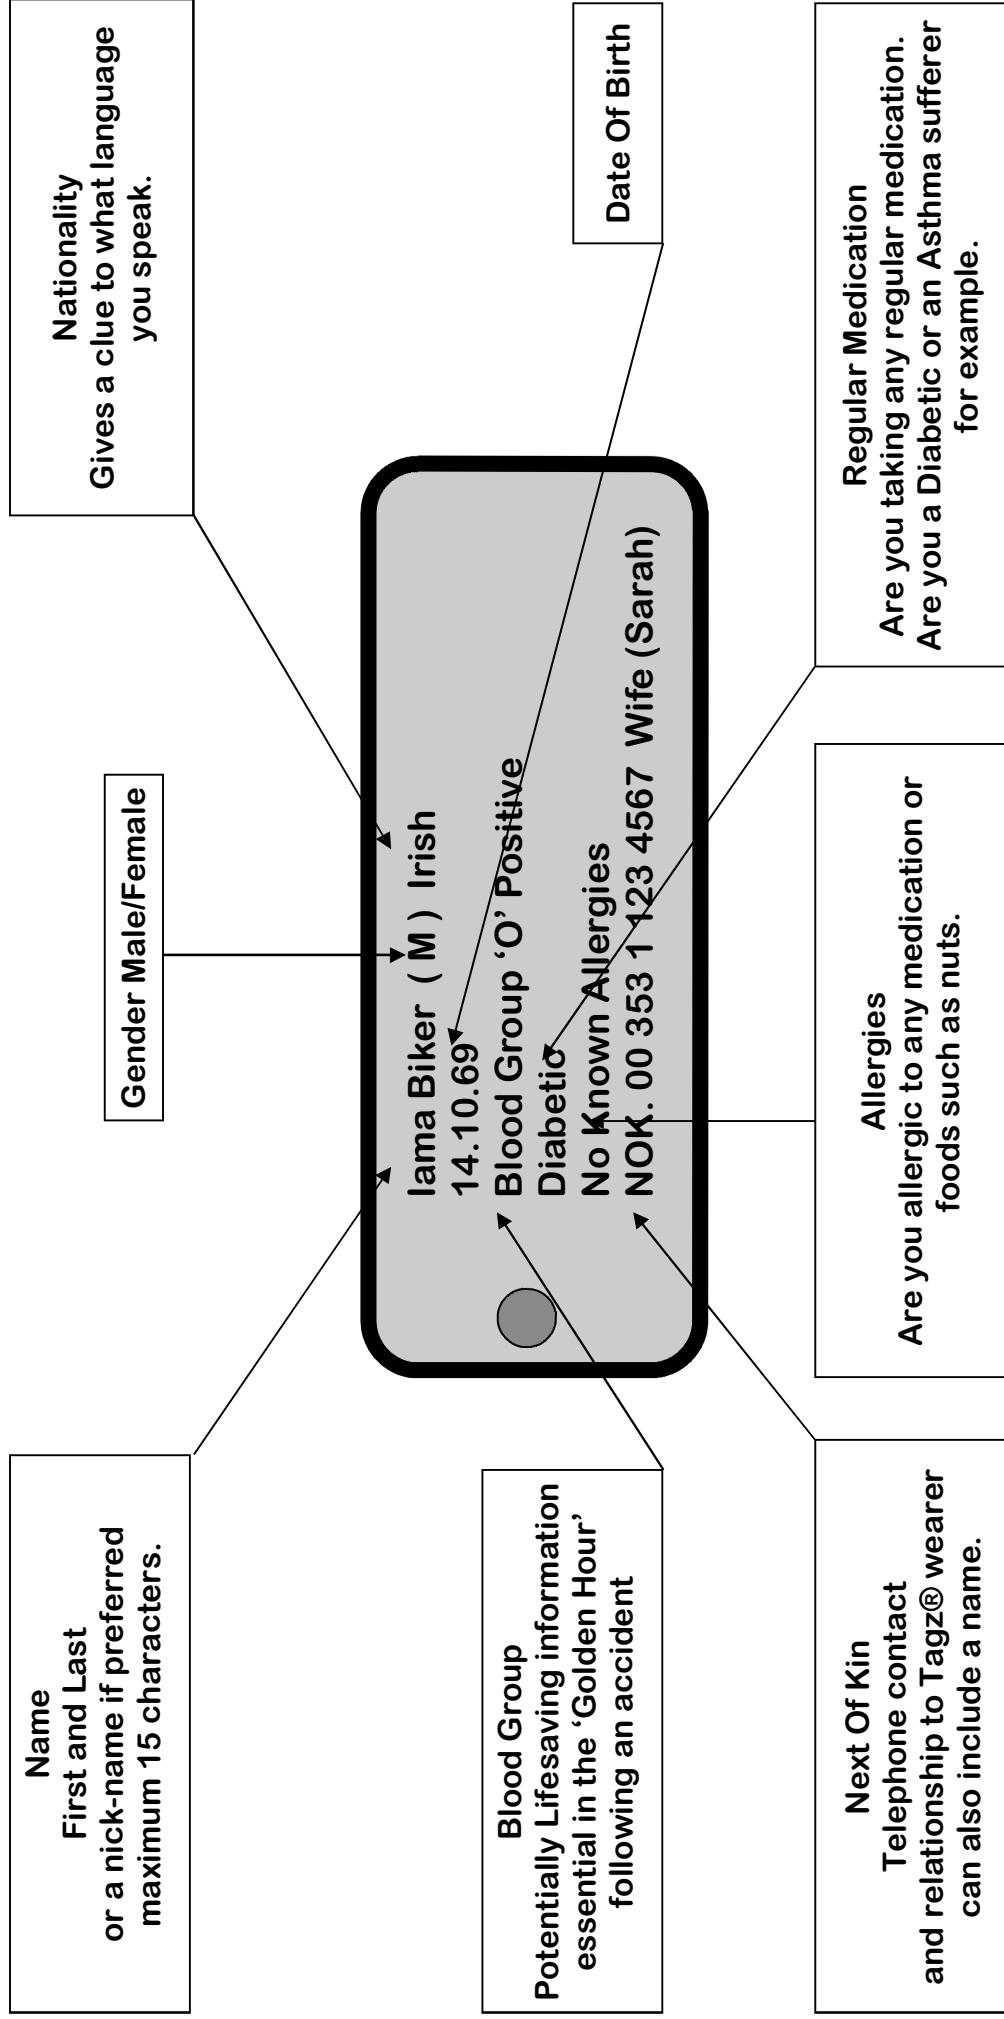 Name
First and Last
or a nick-name if preferred
maximum 15 characters.
Gender Male/Female
Nationality
Gives a clue to what language
you speak.
Iama Biker ( M ) Irish
14.10.69
Blood Group ‘O’ Positive
Diabetic
No Known Allergies
NOK. 00 353 1 123 4567 Wife (Sarah)
Blood Group
Potentially Lifesaving information
essential in the ‘Golden Hour’
following an accident
Date Of Birth
Next Of Kin
Telephone contact
and relationship to Tagz® wearer
can also include a name.
Allergies
Are you allergic to any medication or
foods such as nuts.
Regular Medication
Are you taking any regular medication.
Are you a Diabetic or an Asthma sufferer
for example.